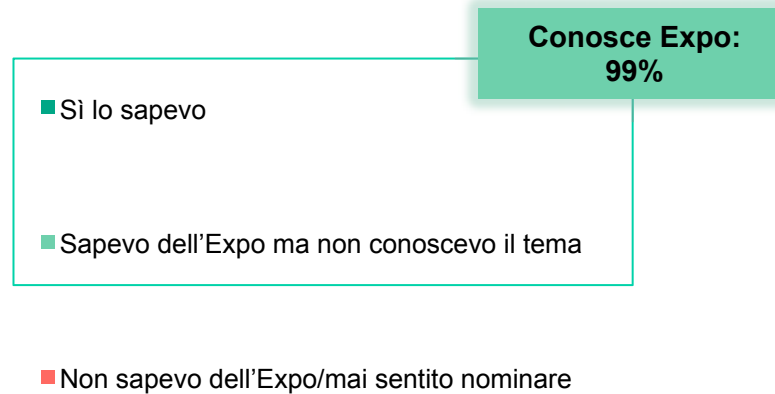 Conosce Expo:
99%
Sì lo sapevo
Sapevo dell'Expo ma non conoscevo il tema
Non sapevo dell'Expo/mai sentito nominare